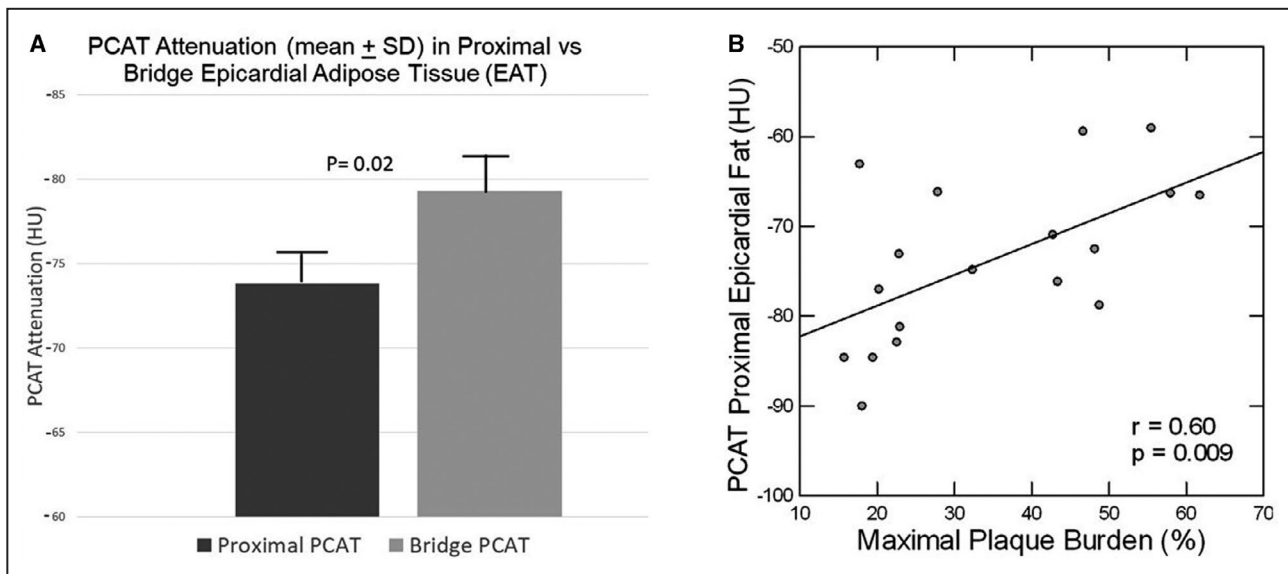 A
PCAT Attenuation (mean ± SD) in Proximal vs
Bridge Epicardial Adipose Tissue (EAT)
PCAT Attenuation (HU)
-85
-80
-75
-70
-65
-60
P= 0.02
Proximal PCAT
Bridge PCAT
B
PCAT Proximal Epicardial Fat (HU)
-50
-60
-70
-80
-90
-100
r = 0.60
p = 0.009
10 20 30 40 50 60 70
Maximal Plaque Burden (%)